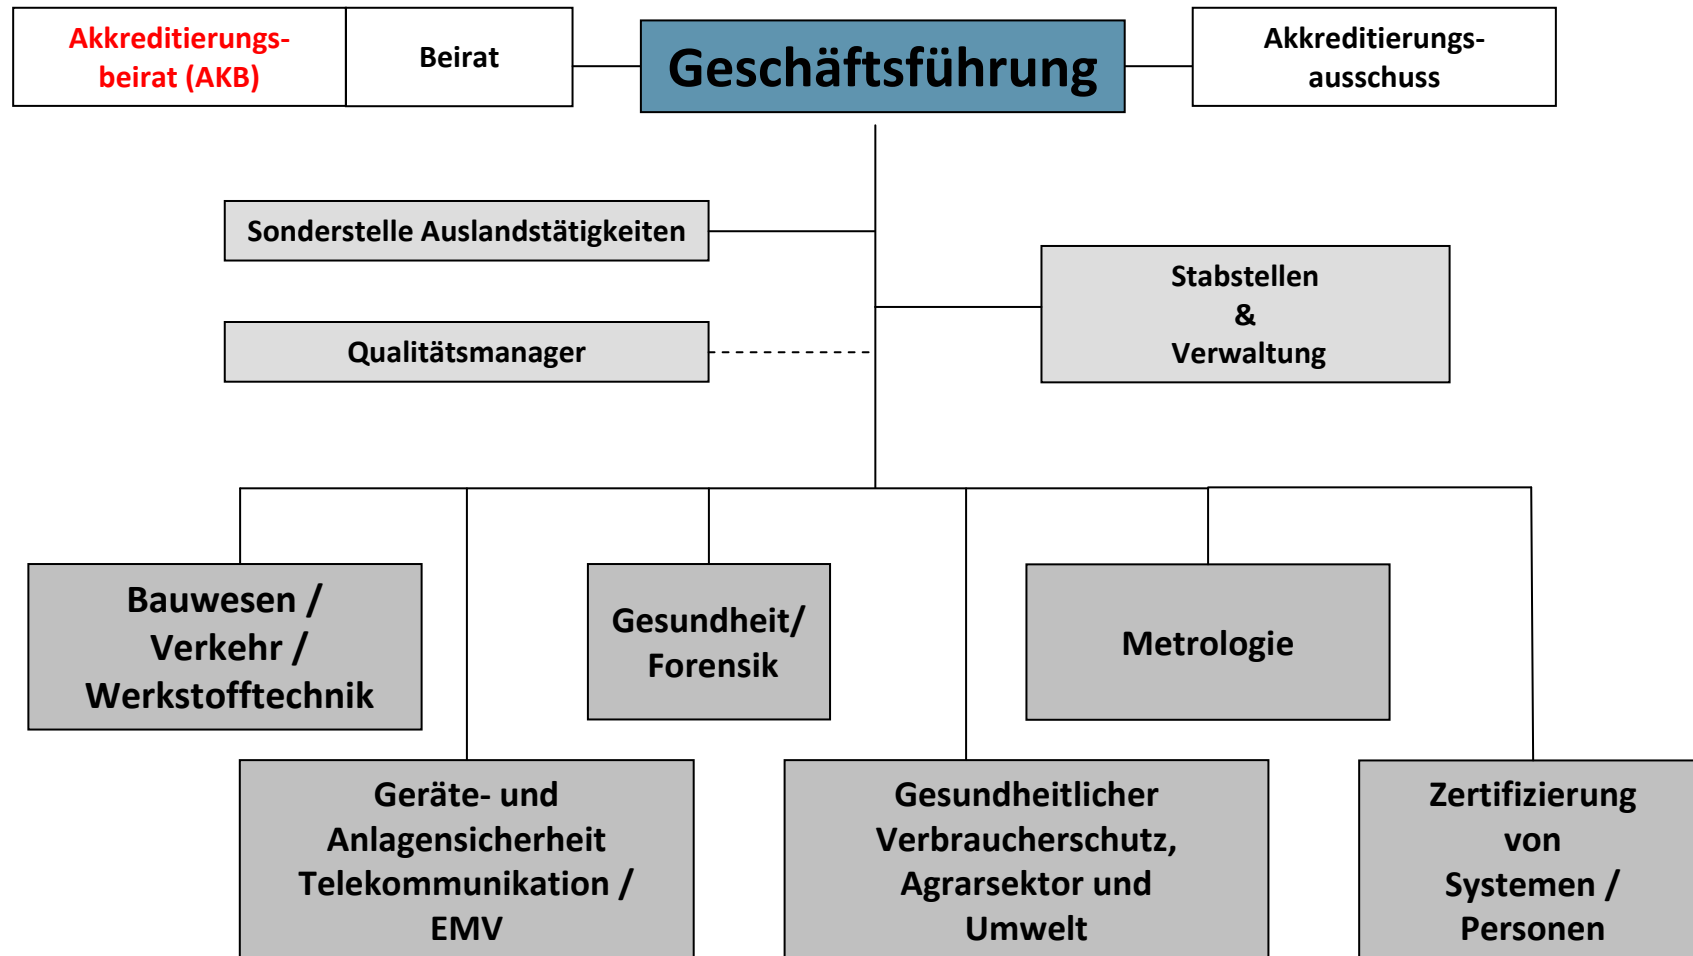 Akkreditierungs-
beirat (AKB)
Beirat
Geschäftsführung
Akkreditierungs-
ausschuss
Sonderstelle Auslandstätigkeiten
Stabstellen
&
Verwaltung
Qualitätsmanager
Bauwesen /
Verkehr /
Werkstofftechnik
Gesundheit/
Forensik
Metrologie
Geräte- und
Anlagensicherheit
Telekommunikation /
EMV
Gesundheitlicher
Verbraucherschutz,
Agrarsektor und
Umwelt
Zertifizierung
von
Systemen /
Personen